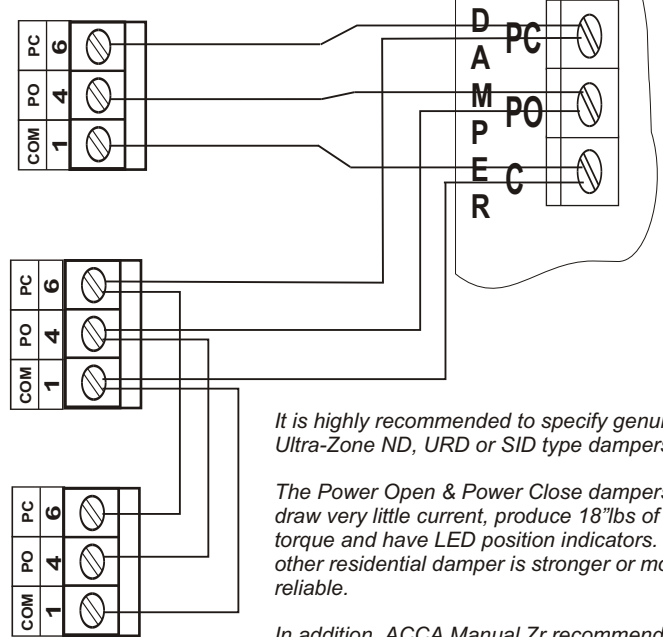 PC 6
PO 4
COM 1
DAMPER
PC
PO
C
PC 6
PO 4
COM 1
It is highly recommended to specify genui
Ultra-Zone ND, URD or SID type dampers
The Power Open & Power Close dampers
draw very little current, produce 18”lbs of
torque and have LED position indicators.
other residential damper is stronger or mo
reliable.
In addition, ACCA Manual Zr recommend
PC 6
PO 4
COM 1